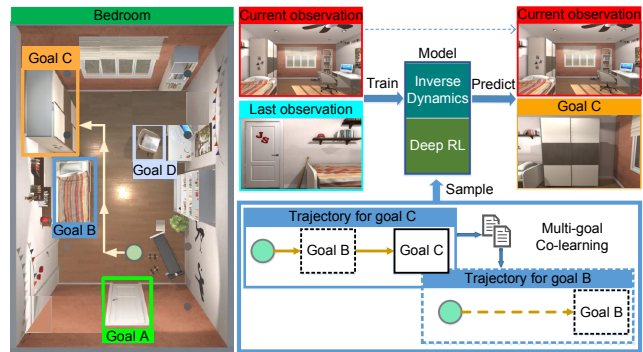 Bedroom
Goal C
Goal D
Goal B
Goal A
Current observation
Last observation
JS
Train
Model
Inverse
Dynamics
Deep RL
Predict
Current observation
Goal C
Sample
Trajectory for goal C
Goal B
Goal C
Multi-goal
Co-learning
Trajectory for goal B
Goal B